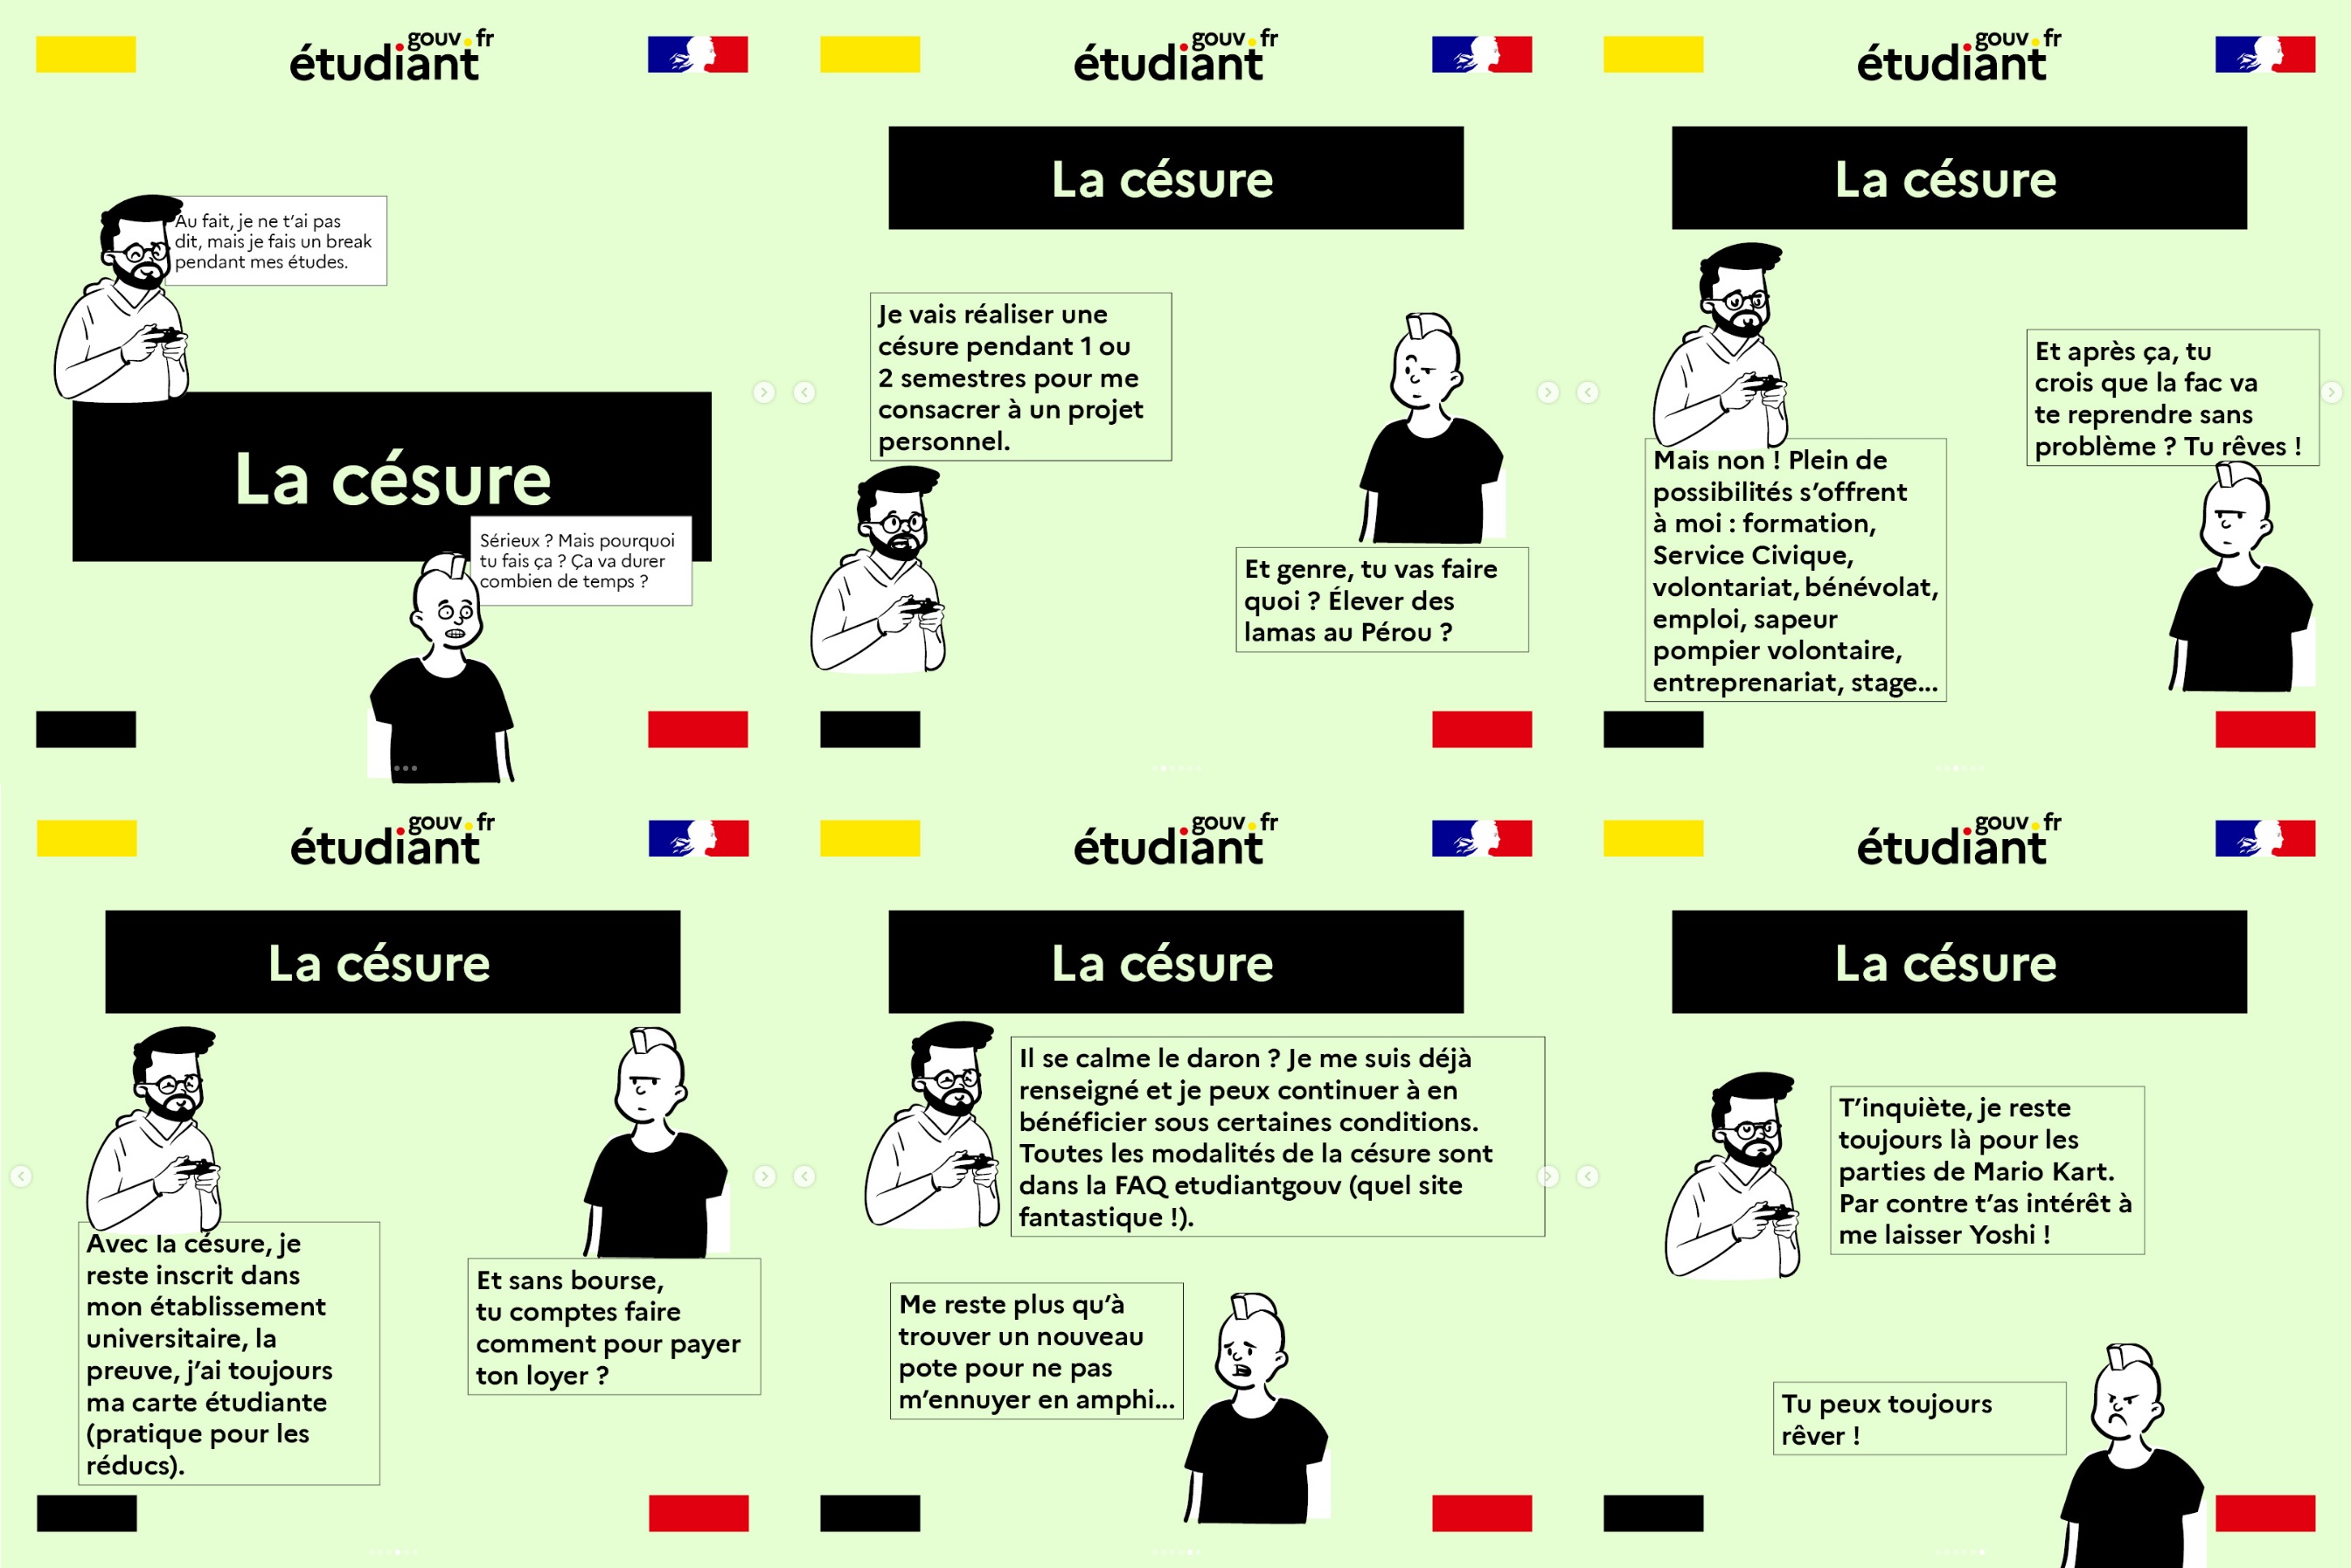 gouv.fr
étudiant
Au fait, je ne t'ai pas
dit, mais je fais un break
pendant mes études.
La césure
Sérieux ? Mais pourquoi
tu fais ça ? Ça va durer
combien de temps ?
gouv.fr
étudiant
La césure
Je vais réaliser une
césure pendant 1 ou
2 semestres pour me
consacrer à un projet
personnel.
Et genre, tu vas faire
quoi ? Élever des
lamas au Pérou ?
gouv.fr
étudiant
La césure
Mais non ! Plein de
possibilités s'offrent
à moi : formation,
Service Civique,
volontariat, bénévolat,
emploi, sapeur
pompier volontaire,
entreprenariat, stage...
Et après ça, tu
crois que la fac va
te reprendre sans
problème ? Tu rêves !
gouv.fr
étudiant
La césure
Avec la césure, je
reste inscrit dans
mon établissement
universitaire, la
preuve, j'ai toujours
ma carte étudiante
(pratique pour les
réducs).
Et sans bourse,
tu comptes faire
comment pour payer
ton loyer ?
gouv.fr
étudiant
La césure
Il se calme le daron ? Je me suis déjà
renseigné et je peux continuer à en
bénéficier sous certaines conditions.
Toutes les modalités de la césure sont
dans la FAQ etudiantgouv (quel site
fantastique !).
Me reste plus qu'à
trouver un nouveau
pote pour ne pas
m'ennuyer en amphi...
gouv.fr
étudiant
La césure
T'inquiète, je reste
toujours là pour les
parties de Mario Kart.
Par contre t'as intérêt à
me laisser Yoshi !
Tu peux toujours
rêver !